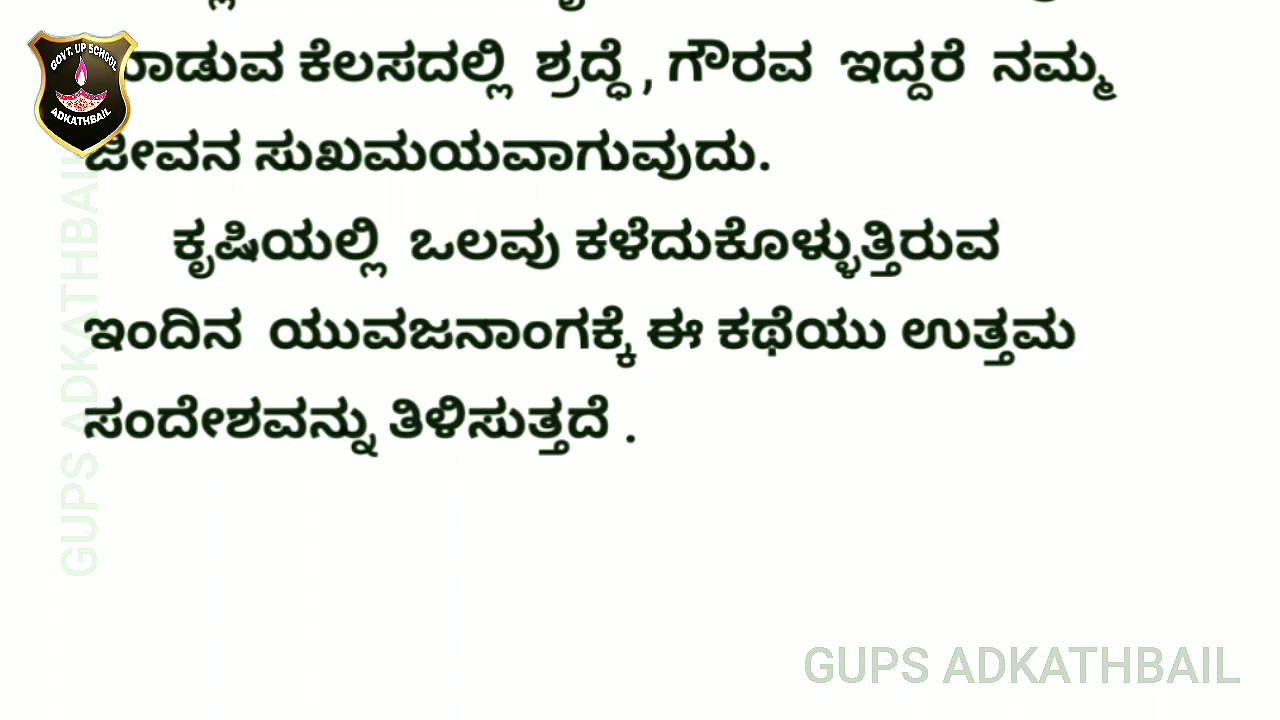 GOVT. UP SCHOOL
ADKATHBAIL
ಕೆಲಸದಲ್ಲಿ ಶ್ರದ್ಧೆ , ಗೌರವ ಇದ್ದರೆ ನಮ್ಮ
ಜೀವನ ಸುಖಮಯವಾಗುವುದು.
ಕೃಷಿಯಲ್ಲಿ ಒಲವು ಕಳೆದುಕೊಳ್ಳುತ್ತಿರುವ
ಇಂದಿನ ಯುವಜನಾಂಗಕ್ಕೆ ಈ ಕಥೆಯು ಉತ್ತಮ
ಸಂದೇಶವನ್ನು ತಿಳಿಸುತ್ತದೆ .
GUPS ADKATHBAIL
GUPS ADKATHBAIL